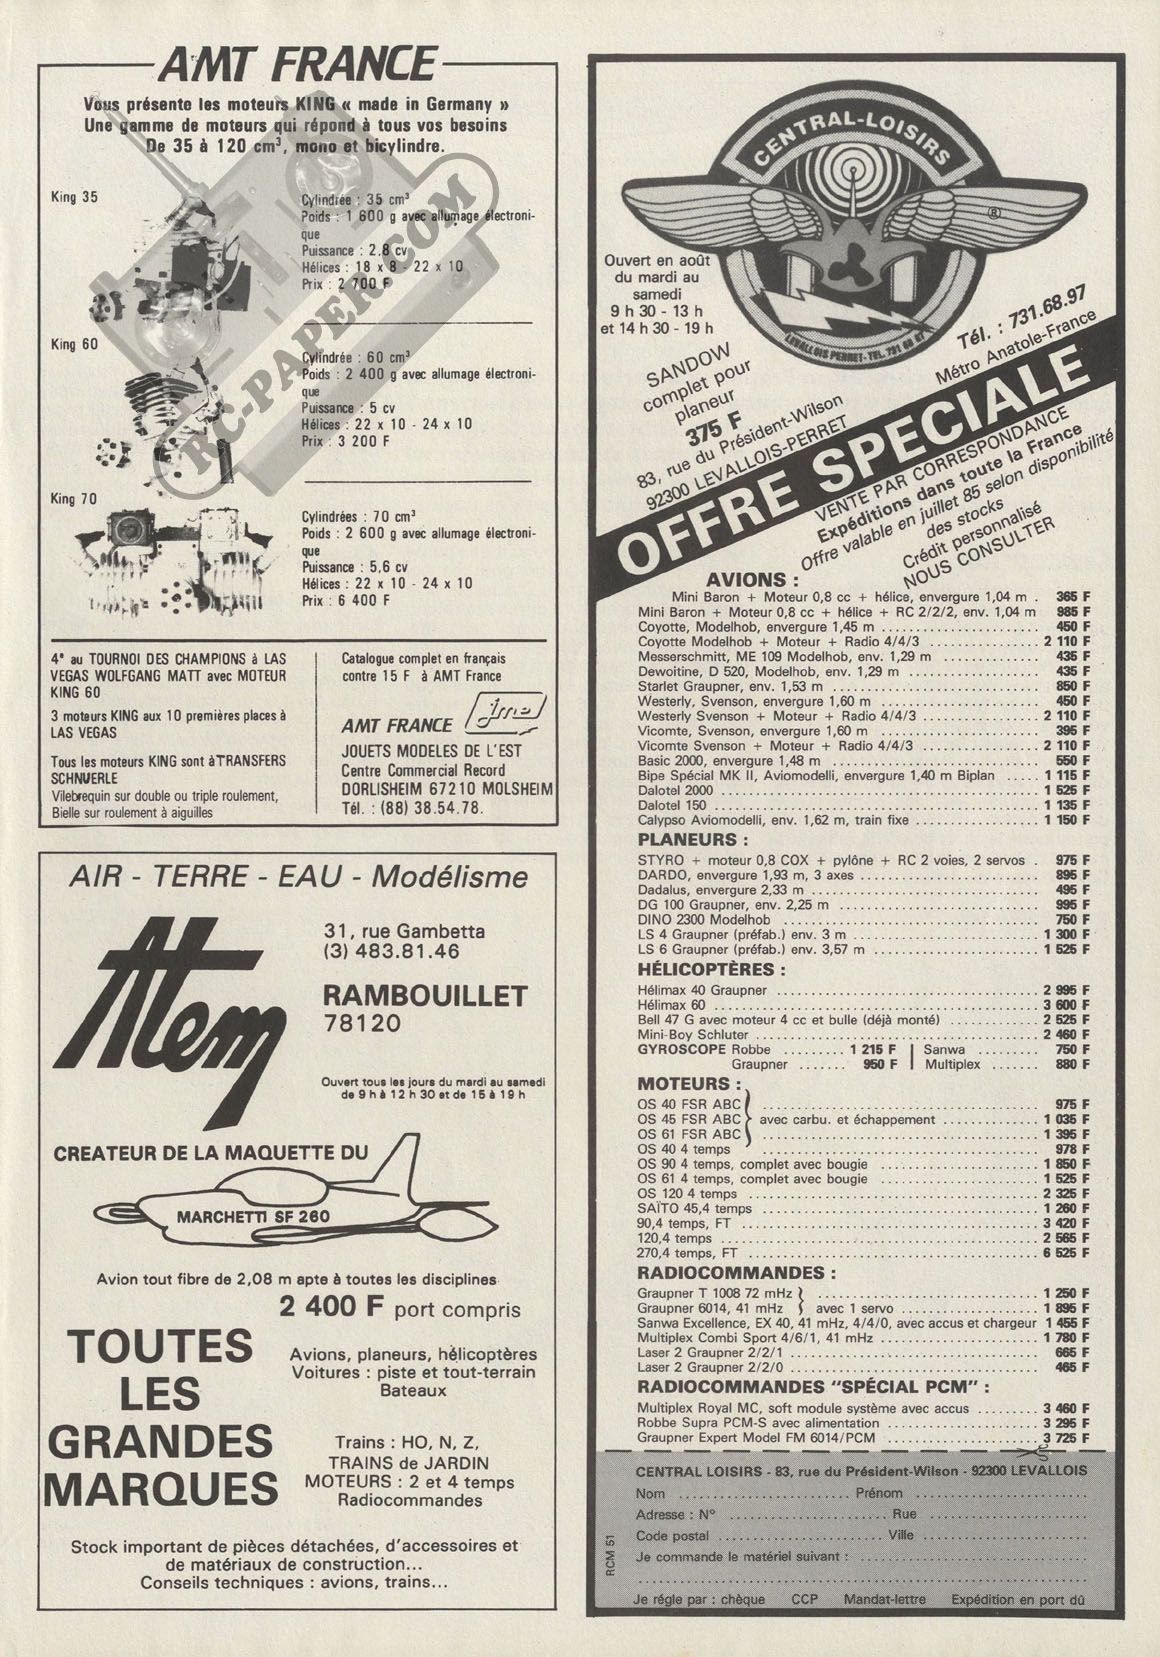 AMT FRANCE
Vous présente les moteurs KING « made in Germany »
Une gamme de moteurs qui répond à tous vos besoins
De 35 à 120 cm³, mono et bicylindre.
King 35
Cylindrée : 35 cm³
Poids : 1 600 g avec allumage électroni-
que
Puissance : 2.8 cv
Hélices : 18 x 8 - 22 x 10
Prix : 2 700 F
RC-PAPER.COM
King 60
Cylindrée : 60 cm³
Poids : 2 400 g avec allumage électroni-
que
Puissance : 5 cv
Hélices : 22 x 10 - 24 x 10
Prix : 3 200 F
King 70
Cylindrées : 70 cm³
Poids : 2 600 g avec allumage électroni-
que
Puissance : 5,6 cv
Hélices : 22 x 10 - 24 x 10
Prix : 6 400 F
4e au TOURNOI DES CHAMPIONS à LAS
VEGAS WOLFGANG MATT avec MOTEUR
KING 60
3 moteurs KING aux 10 premières places à
LAS VEGAS
Tous les moteurs KING sont à TRANSFERS
SCHNUERLE
Vilebrequin sur double ou triple roulement,
Bielle sur roulement à aiguilles
Catalogue complet en français
contre 15 F à AMT France
AMT FRANCE jme
JOUETS MODELES DE L'EST
Centre Commercial Record
DORLISHEIM 67210 MOLSHEIM
Tél. : (88) 38.54.78.
AIR - TERRE - EAU - Modélisme
Atem
31, rue Gambetta
(3) 483.81.46
RAMBOUILLET
78120
Ouvert tous les jours du mardi au samedi
de 9 h à 12 h 30 et de 15 à 19 h
CREATEUR DE LA MAQUETTE DU
MARCHETTI SF 260
Avion tout fibre de 2,08 m apte à toutes les disciplines
2 400 F port compris
TOUTES
LES
GRANDES
MARQUES
Avions, planeurs, hélicoptères
Voitures : piste et tout-terrain
Bateaux
Trains : HO, N, Z,
TRAINS de JARDIN
MOTEURS : 2 et 4 temps
Radiocommandes
Stock important de pièces détachées, d'accessoires et
de matériaux de construction...
Conseils techniques : avions, trains...
CENTRAL-LOISIRS
®
LEVALLOIS PERRET - TEL. 731 68 97
Ouvert en août
du mardi au
samedi
9 h 30 - 13 h
et 14 h 30 - 19 h
Tél. : 731.68.97
Métro Anatole-France
SANDOW
complet pour
planeur
375 F
83, rue du Président-Wilson
92300 LEVALLOIS-PERRET
OFFRE SPECIALE
VENTE PAR CORRESPONDANCE
Expéditions dans toute la France
Offre valable en juillet 85 selon disponibilité
des stocks
Crédit personnalisé
NOUS CONSULTER
AVIONS :
Mini Baron + Moteur 0,8 cc + hélice, envergure 1,04 m . 365 F
Mini Baron + Moteur 0,8 cc + hélice + RC 2/2/2, env. 1,04 m 985 F
Coyotte, Modelhob, envergure 1,45 m ........ 450 F
Coyotte Modelhob + Moteur + Radio 4/4/3 ........ 2 110 F
Messerschmitt, ME 109 Modelhob, env. 1,29 m ........ 435 F
Dewoitine, D 520, Modelhob, env. 1,29 m ........ 435 F
Starlet Graupner, env. 1,53 m ........ 850 F
Westerly, Svenson, envergure 1,60 m ........ 450 F
Westerly Svenson + Moteur + Radio 4/4/3 ........ 2 110 F
Vicomte, Svenson, envergure 1,60 m ........ 395 F
Vicomte Svenson + Moteur + Radio 4/4/3 ........ 2 110 F
Basic 2000, envergure 1,48 m ........ 550 F
Bipe Spécial MK II, Aviomodelli, envergure 1,40 m Biplan ..... 1 115 F
Dalotel 2000 ........ 1 525 F
Dalotel 150 ........ 1 135 F
Calypso Aviomodelli, env. 1,62 m, train fixe ........ 1 150 F
PLANEURS :
STYRO + moteur 0,8 COX + pylône + RC 2 voies, 2 servos . 975 F
DARDO, envergure 1,93 m, 3 axes ........ 895 F
Dadalus, envergure 2,33 m ........ 495 F
DG 100 Graupner, env. 2,25 m ........ 995 F
DINO 2300 Modelhob ........ 750 F
LS 4 Graupner (préfab.) env. 3 m ........ 1 300 F
LS 6 Graupner (préfab.) env. 3,57 m ........ 1 525 F
HÉLICOPTÈRES :
Hélimax 40 Graupner ........ 2 995 F
Hélimax 60 ........ 3 600 F
Bell 47 G avec moteur 4 cc et bulle (déjà monté) ........ 2 525 F
Mini-Boy Schluter ........ 2 460 F
GYROSCOPE Robbe ........ 1 215 F | Sanwa ........ 750 F
Graupner ....... 950 F | Multiplex ....... 880 F
MOTEURS :
OS 40 FSR ABC ........ 975 F
OS 45 FSR ABC } avec carbu. et échappement ........ 1 035 F
OS 61 FSR ABC ........ 1 395 F
OS 40 4 temps ........ 978 F
OS 90 4 temps, complet avec bougie ........ 1 850 F
OS 61 4 temps, complet avec bougie ........ 1 525 F
OS 120 4 temps ........ 2 325 F
SAÏTO 45,4 temps ........ 1 260 F
90,4 temps, FT ........ 3 420 F
120,4 temps ........ 2 565 F
270,4 temps, FT ........ 6 525 F
RADIOCOMMANDES :
Graupner T 1008 72 mHz ........ 1 250 F
Graupner 6014, 41 mHz } avec 1 servo ........ 1 895 F
Sanwa Excellence, EX 40, 41 mHz, 4/4/0, avec accus et chargeur 1 455 F
Multiplex Combi Sport 4/6/1, 41 mHz ........ 1 780 F
Laser 2 Graupner 2/2/1 ........ 665 F
Laser 2 Graupner 2/2/0 ........ 465 F
RADIOCOMMANDES "SPÉCIAL PCM" :
Multiplex Royal MC, soft module système avec accus ........ 3 460 F
Robbe Supra PCM-S avec alimentation ........ 3 295 F
Graupner Expert Model FM 6014/PCM ........ 3 725 F
CENTRAL LOISIRS - 83, rue du Président-Wilson - 92300 LEVALLOIS
Nom ........ Prénom ........
Adresse : N° ........ Rue ........
Code postal ........ Ville ........
Je commande le matériel suivant : ........
Je règle par : chèque CCP Mandat-lettre Expédition en port dû
RCM 51